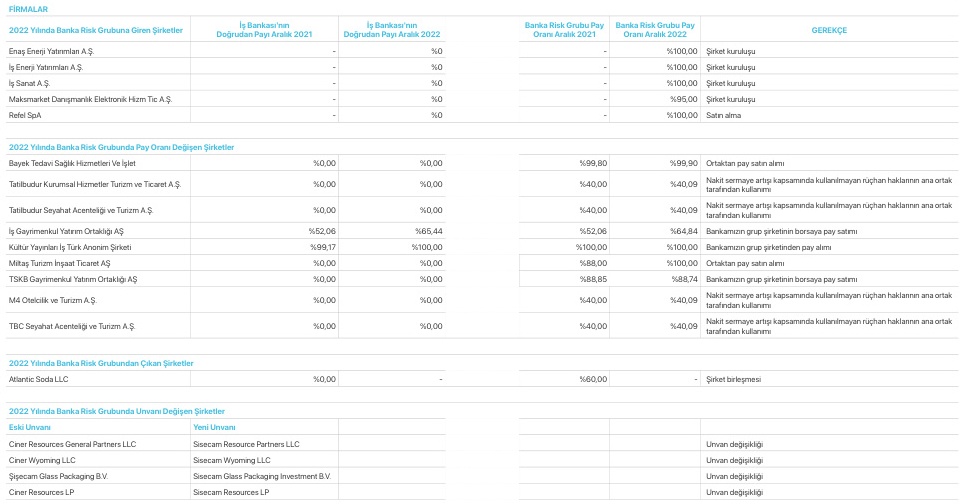 FİRMALAR
2022 Yılında Banka Risk Grubuna Giren Şirketler İş Bankası'nın Doğrudan Payı Aralık 2021 İş Bankası'nın Doğrudan Payı Aralık 2022 Banka Risk Grubu Pay Oranı Aralık 2021 Banka Risk Grubu Pay Oranı Aralık 2022 GEREKÇE
Enaş Enerji Yatırımları A.Ş. - %0 - %100,00 Şirket kuruluşu
İş Enerji Yatırımları A.Ş. - %0 - %100,00 Şirket kuruluşu
İş Sanat A.Ş. - %0 - %100,00 Şirket kuruluşu
Maksmarket Danışmanlık Elektronik Hizm Tic A.Ş. - %0 - %95,00 Şirket kuruluşu
Refel SpA - %0 - %100,00 Satın alma
2022 Yılında Banka Risk Grubunda Pay Oranı Değişen Şirketler
Bayek Tedavi Sağlık Hizmetleri Ve İşlet %0,00 %0,00 %99,80 %99,90 Ortaktan pay satın alımı
Tatilbudur Kurumsal Hizmetler Turizm ve Ticaret A.Ş. %0,00 %0,00 %40,00 %40,09 Nakit sermaye artışı kapsamında kullanılmayan rüçhan haklarının ana ortak
tarafından kullanımı
Tatilbudur Seyahat Acenteliği ve Turizm A.Ş. %0,00 %0,00 %40,00 %40,09 Nakit sermaye artışı kapsamında kullanılmayan rüçhan haklarının ana ortak
tarafından kullanımı
İş Gayrimenkul Yatırım Ortaklığı AŞ %52,06 %65,44 %52,06 %64,84 Bankamızın grup şirketinin borsaya pay satımı
Kültür Yayınları İş Türk Anonim Şirketi %99,17 %100,00 %100,00 %100,00 Bankamızın grup şirketinden pay alımı
Miltaş Turizm İnşaat Ticaret AŞ %0,00 %0,00 %88,00 %100,00 Ortaktan pay satın alımı
TSKB Gayrimenkul Yatırım Ortaklığı AŞ %0,00 %0,00 %88,85 %88,74 Bankamızın grup şirketinin borsaya pay satımı
M4 Otelcilik ve Turizm A.Ş. %0,00 %0,00 %40,00 %40,09 Nakit sermaye artışı kapsamında kullanılmayan rüçhan haklarının ana ortak
tarafından kullanımı
TBC Seyahat Acenteliği ve Turizm A.Ş. %0,00 %0,00 %40,00 %40,09 Nakit sermaye artışı kapsamında kullanılmayan rüçhan haklarının ana ortak
tarafından kullanımı
2022 Yılında Banka Risk Grubundan Çıkan Şirketler
Atlantic Soda LLC %0,00 - %60,00 - Şirket birleşmesi
2022 Yılında Banka Risk Grubunda Unvanı Değişen Şirketler
Eski Unvanı Yeni Unvanı
Ciner Resources General Partners LLC Sisecam Resource Partners LLC Unvan değişikliği
Ciner Wyoming LLC Sisecam Wyoming LLC Unvan değişikliği
Şişecam Glass Packaging B.V. Sisecam Glass Packaging Investment B.V. Unvan değişikliği
Ciner Resources LP Sisecam Resources LP Unvan değişikliği